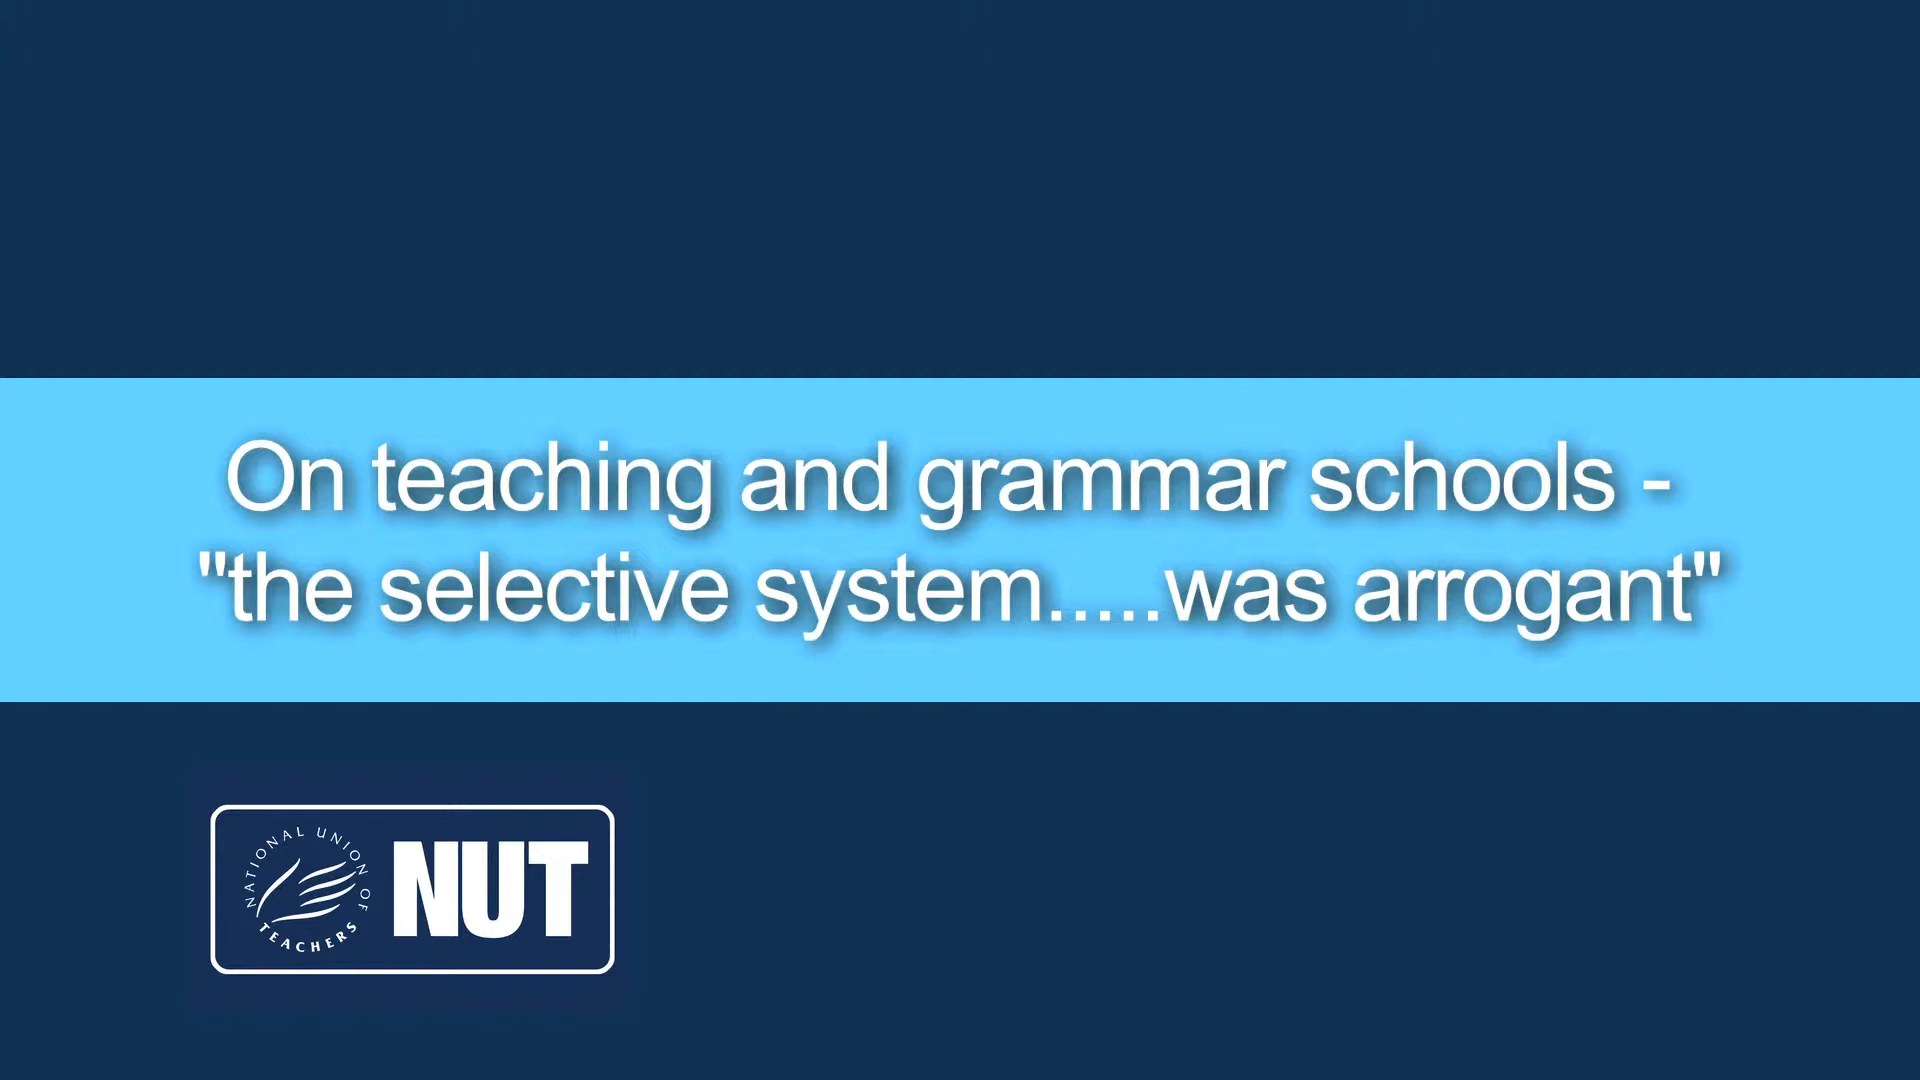 On teaching and grammar schools -
"the selective system.....was arrogant"
NATIONAL UNION OF
TEACHERS
NUT